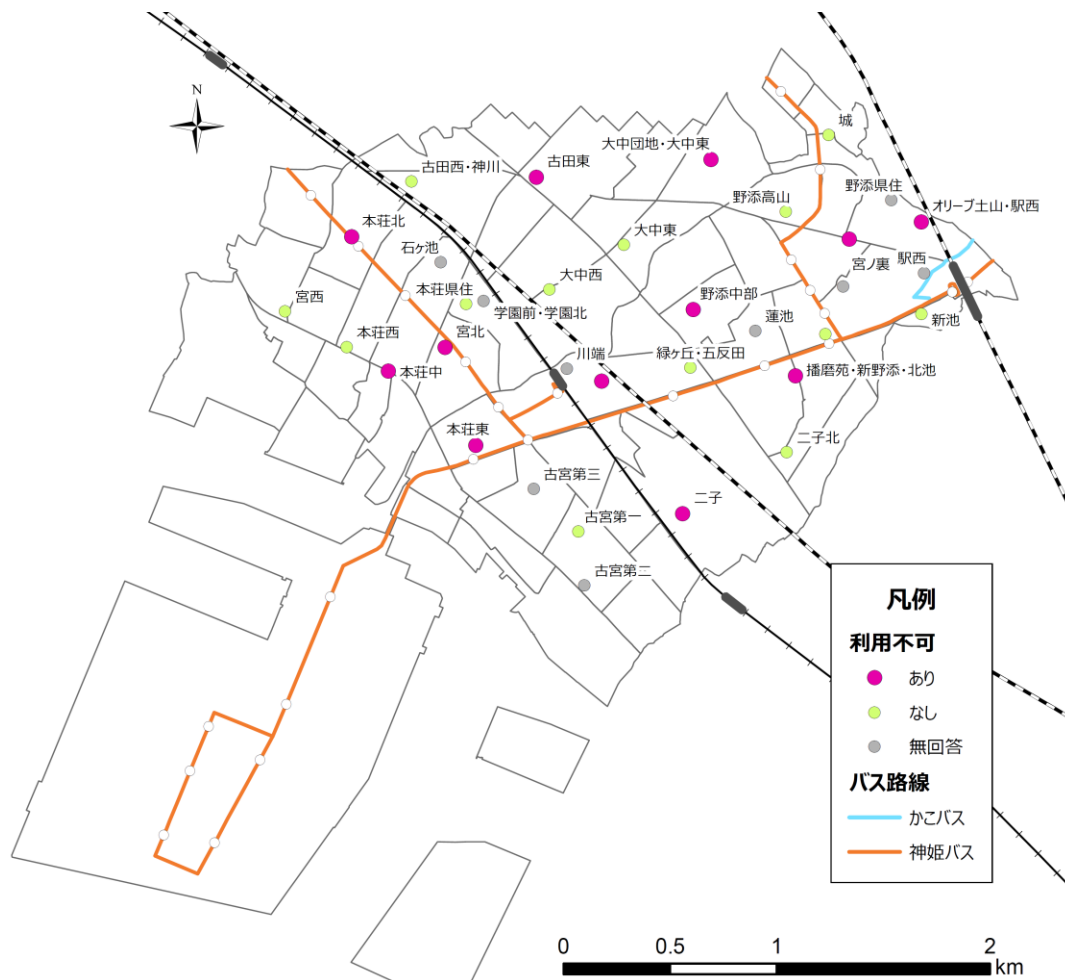 N
城
大中団地・大中東
古田東
古田西・神川
野添県住
野添高山
オリーブ土山・駅西
本荘北
大中東
石ヶ池
宮ノ裏
駅西
大中西
本荘県住
宮西
学園前・学園北
野添中部
蓮池
新池
宮北
本荘西
川端
緑ヶ丘・五反田
本荘中
播磨苑・新野添・北池
本荘東
二子北
古宮第三
二子
古宮第一
古宮第二
凡例
利用不可
あり
なし
無回答
バス路線
かこバス
神姫バス
0 0.5 1 2
km